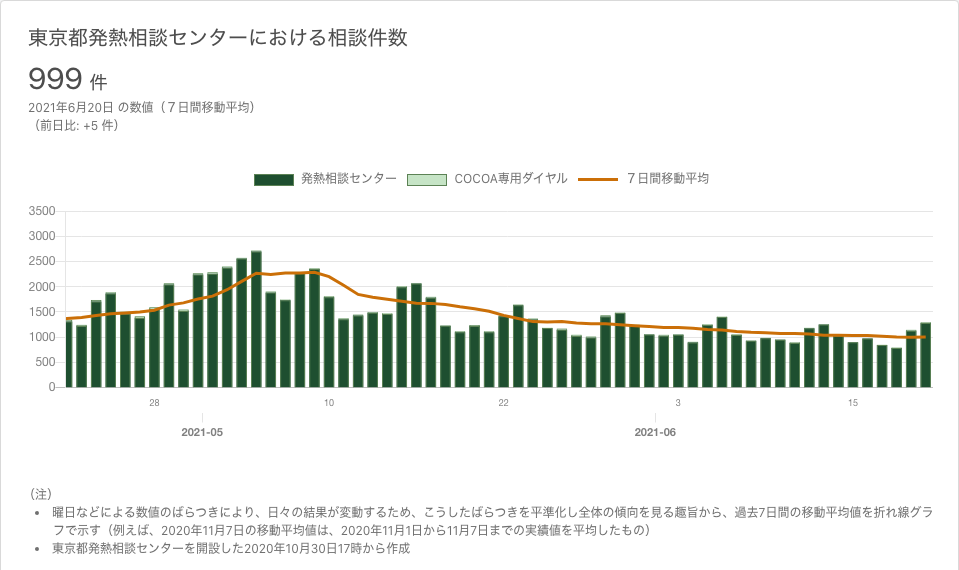 東京都発熱相談センターにおける相談件数
999 件
2021年6月20日 の数値（７日間移動平均）
（前日比: +5 件）
発熱相談センター COCOA専用ダイヤル ７日間移動平均
3500
3000
2500
2000
1500
1000
500
0
28 10 22 3 15
2021-05 2021-06
（注）
• 曜日などによる数値のばらつきにより、日々の結果が変動するため、こうしたばらつきを平準化し全体の傾向を見る趣旨から、過去7日間の移動平均値を折れ線グラ
フで示す（例えば、2020年11月7日の移動平均値は、2020年11月1日から11月7日までの実績値を平均したもの）
• 東京都発熱相談センターを開設した2020年10月30日17時から作成